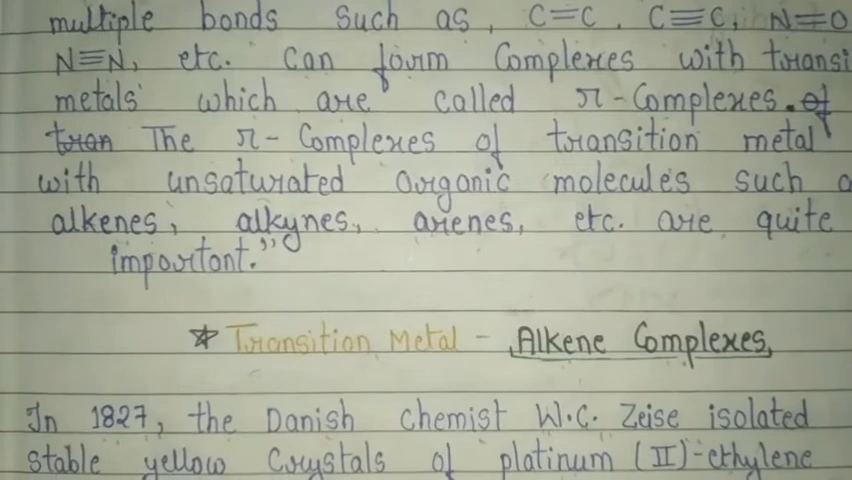 multiple bonds such as, C=C, C≡C, N=O
N≡N, etc. can form Complexes with transi
metals which are called π-Complexes. of
tran The π-Complexes of transition metal
with unsaturated organic molecules such a
alkenes, alkynes, arenes, etc. are quite
important."
☆ Transition Metal - Alkene Complexes,
In 1827, the Danish chemist W.C. Zeise isolated
stable yellow Crystals of platinum (II)-ethylene